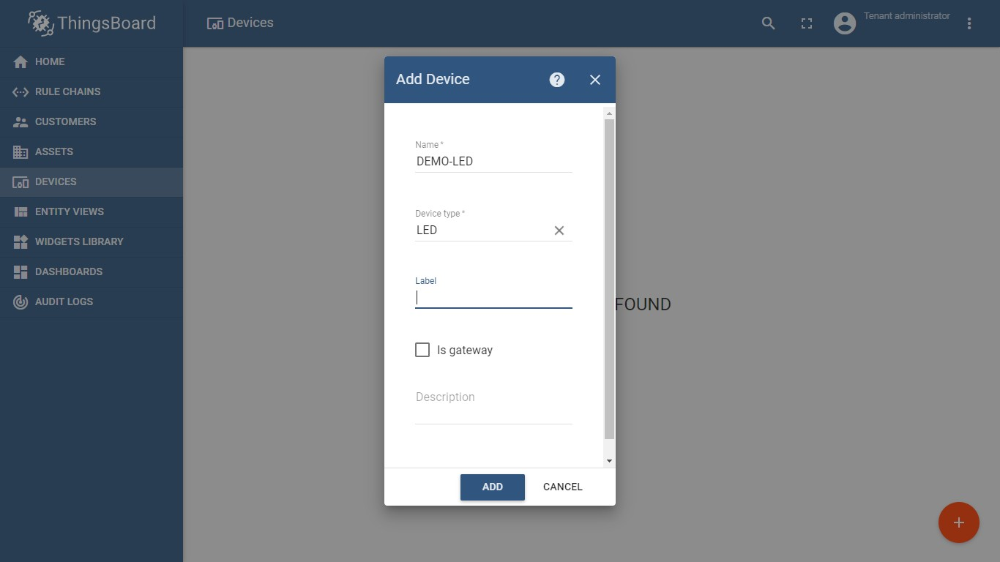 ThingsBoard
Devices
Tenant administrator
HOME
RULE CHAINS
CUSTOMERS
ASSETS
DEVICES
ENTITY VIEWS
WIDGETS LIBRARY
DASHBOARDS
AUDIT LOGS
Add Device
?
Name *
DEMO-LED
Device type *
LED
Label
Is gateway
Description
ADD CANCEL
FOUND